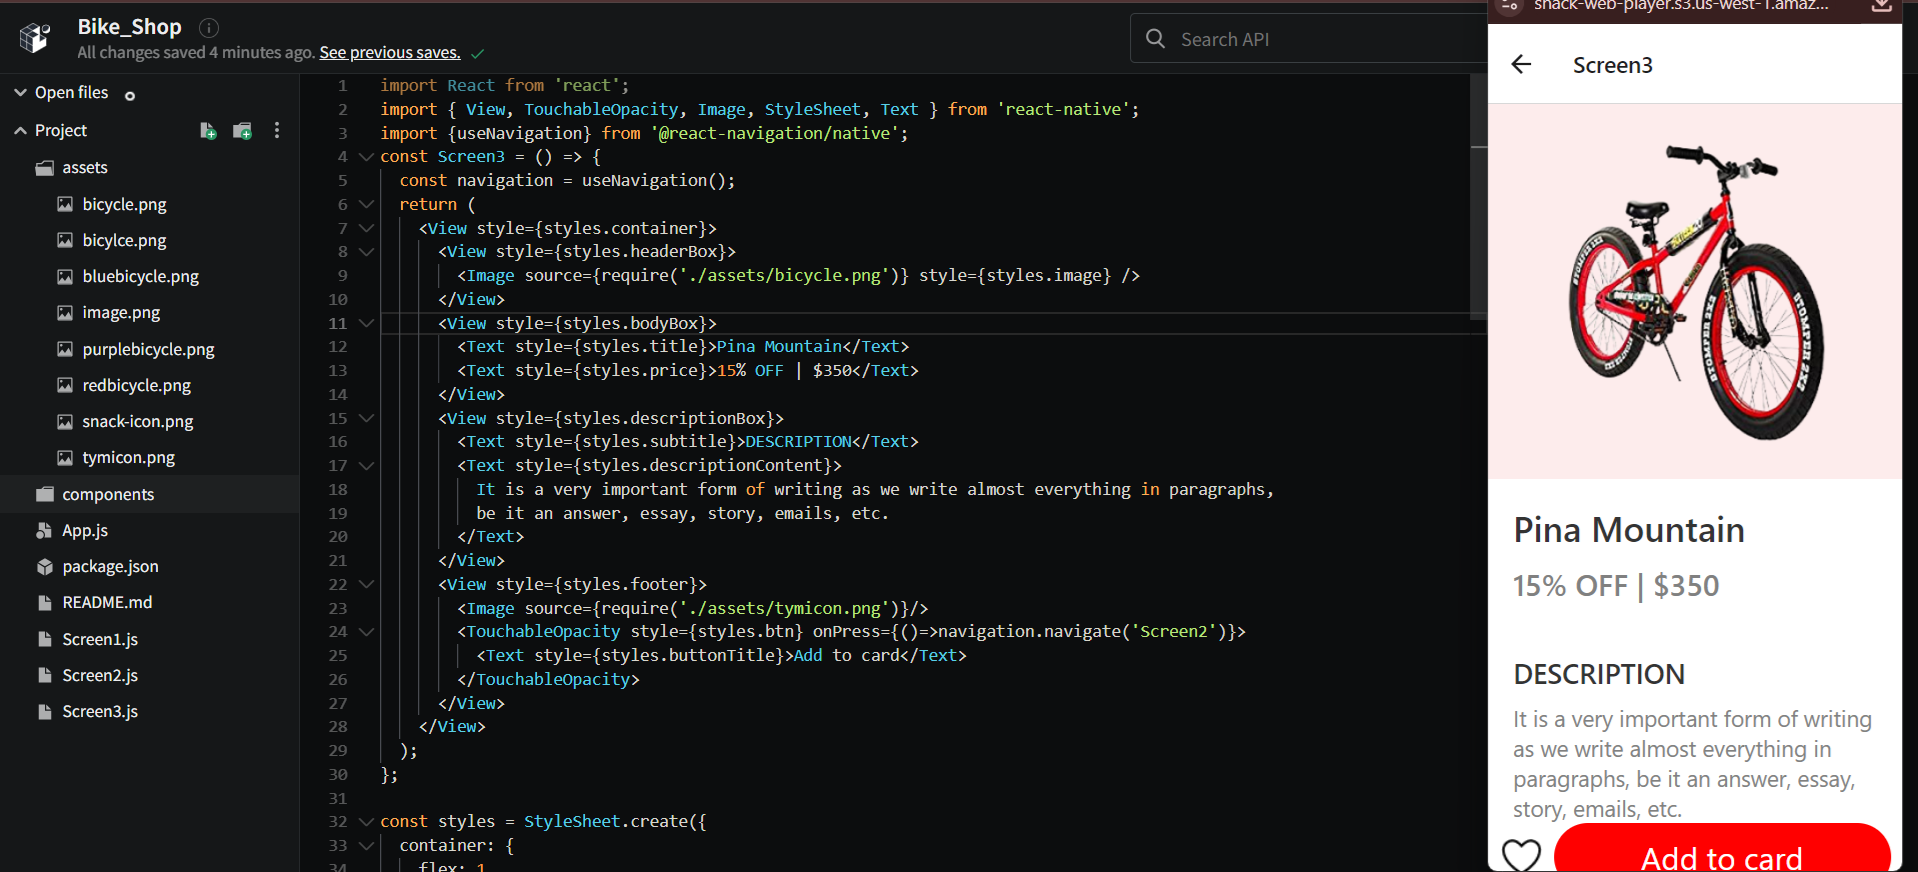 Bike_Shop
All changes saved 4 minutes ago. See previous saves.
Search API
Open files
Project
assets
bicycle.png
bicylce.png
bluebicycle.png
image.png
purplebicycle.png
redbicycle.png
snack-icon.png
tymicon.png
components
App.js
package.json
README.md
Screen1.js
Screen2.js
Screen3.js
1 import React from 'react';
2 import { View, TouchableOpacity, Image, StyleSheet, Text } from 'react-native';
3 import {useNavigation} from '@react-navigation/native';
4 const Screen3 = () => {
5 const navigation = useNavigation();
6 return (
7 <View style={styles.container}>
8 <View style={styles.headerBox}>
9 <Image source={require('./assets/bicycle.png')} style={styles.image} />
10 </View>
11 <View style={styles.bodyBox}>
12 <Text style={styles.title}>Pina Mountain</Text>
13 <Text style={styles.price}>15% OFF | $350</Text>
14 </View>
15 <View style={styles.descriptionBox}>
16 <Text style={styles.subtitle}>DESCRIPTION</Text>
17 <Text style={styles.descriptionContent}>
18 It is a very important form of writing as we write almost everything in paragraphs,
19 be it an answer, essay, story, emails, etc.
20 </Text>
21 </View>
22 <View style={styles.footer}>
23 <Image source={require('./assets/tymicon.png')}/>
24 <TouchableOpacity style={styles.btn} onPress={()=>navigation.navigate('Screen2')}>
25 <Text style={styles.buttonTitle}>Add to card</Text>
26 </TouchableOpacity>
27 </View>
28 </View>
29 );
30 };
31
32 const styles = StyleSheet.create({
33 container: {
34 flex: 1
snack-web-player.s3.us-west-1.amaz...
Screen3
STOMPER 2XS
STOMPER 2XS
Pina Mountain
15% OFF | $350
DESCRIPTION
It is a very important form of writing
as we write almost everything in
paragraphs, be it an answer, essay,
story, emails, etc.
Add to card